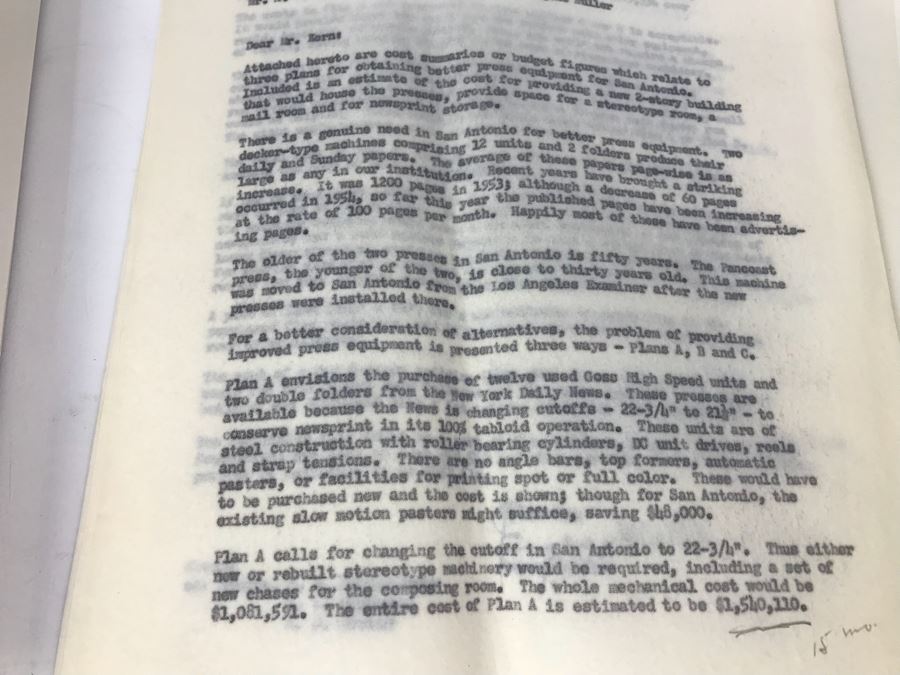 Dear Mr. Kern:
Attached hereto are cost summaries or budget figures which relate to
three plans for obtaining better press equipment for San Antonio.
Included is an estimate of the cost for providing a new 2-story building
that would house the presses, provide space for a stereotype room, a
mail room and for newsprint storage.
There is a genuine need in San Antonio for better press equipment. Two
decker-type machines comprising 12 units and 2 folders produce their
daily and Sunday papers. The average of these papers page-wise is as
large as any in our institution. Recent years have brought a striking
increase. It was 1200 pages in 1953; although a decrease of 60 pages
occurred in 1954, so far this year the published pages have been increasing
at the rate of 100 pages per month. Happily most of these have been advertis-
ing pages.
The older of the two presses in San Antonio is fifty years. The Pancoast
press, the younger of the two, is close to thirty years old. This machine
was moved to San Antonio from the Los Angeles Examiner after the new
presses were installed there.
For a better consideration of alternatives, the problem of providing
improved press equipment is presented three ways - Plans A, B and C.
Plan A envisions the purchase of twelve used Goss High Speed units and
two double folders from the New York Daily News. These presses are
available because the News is changing cutoffs - 22-3/4" to 21½" - to
conserve newsprint in its 100% tabloid operation. These units are of
steel construction with roller bearing cylinders, DC unit drives, reels
and strap tensions. There are no angle bars, top formers, automatic
pasters, or facilities for printing spot or full color. These would have
to be purchased new and the cost is shown; though for San Antonio, the
existing slow motion pasters might suffice, saving $48,000.
Plan A calls for changing the cutoff in San Antonio to 22-3/4". Thus either
new or rebuilt stereotype machinery would be required, including a set of
new chases for the composing room. The whole mechanical cost would be
$1,081,591. The entire cost of Plan A is estimated to be $1,540,110.
15 mo.